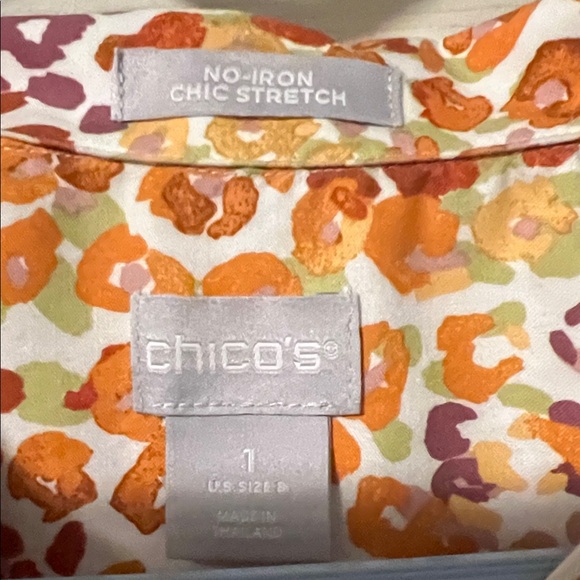 NO-IRON
CHIC STRETCH
chico's®
1
U.S. SIZE 8
MADE IN
THAILAND